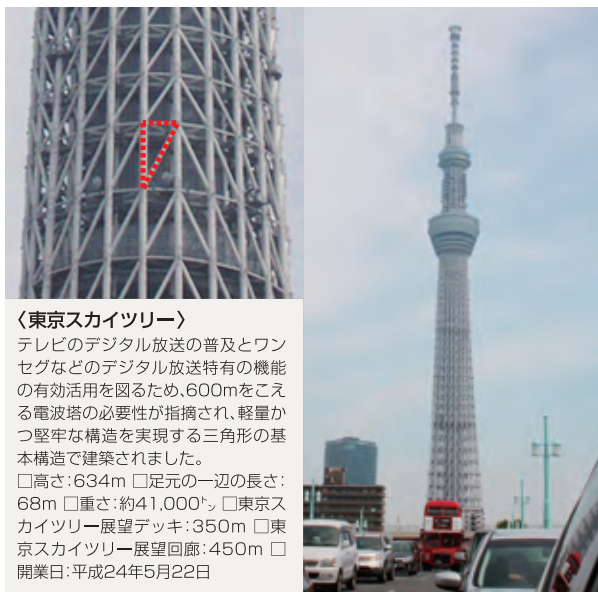 〈東京スカイツリー〉
テレビのデジタル放送の普及とワン
セグなどのデジタル放送特有の機能
の有効活用を図るため、600mをこえ
る電波塔の必要性が指摘され、軽量か
つ堅牢な構造を実現する三角形の基
本構造で建築されました。
□高さ：634m □足元の一辺の長さ：
68m □重さ：約41,000㌧ □東京ス
カイツリー展望デッキ：350m □東
京スカイツリー展望回廊：450m □
開業日：平成24年5月22日